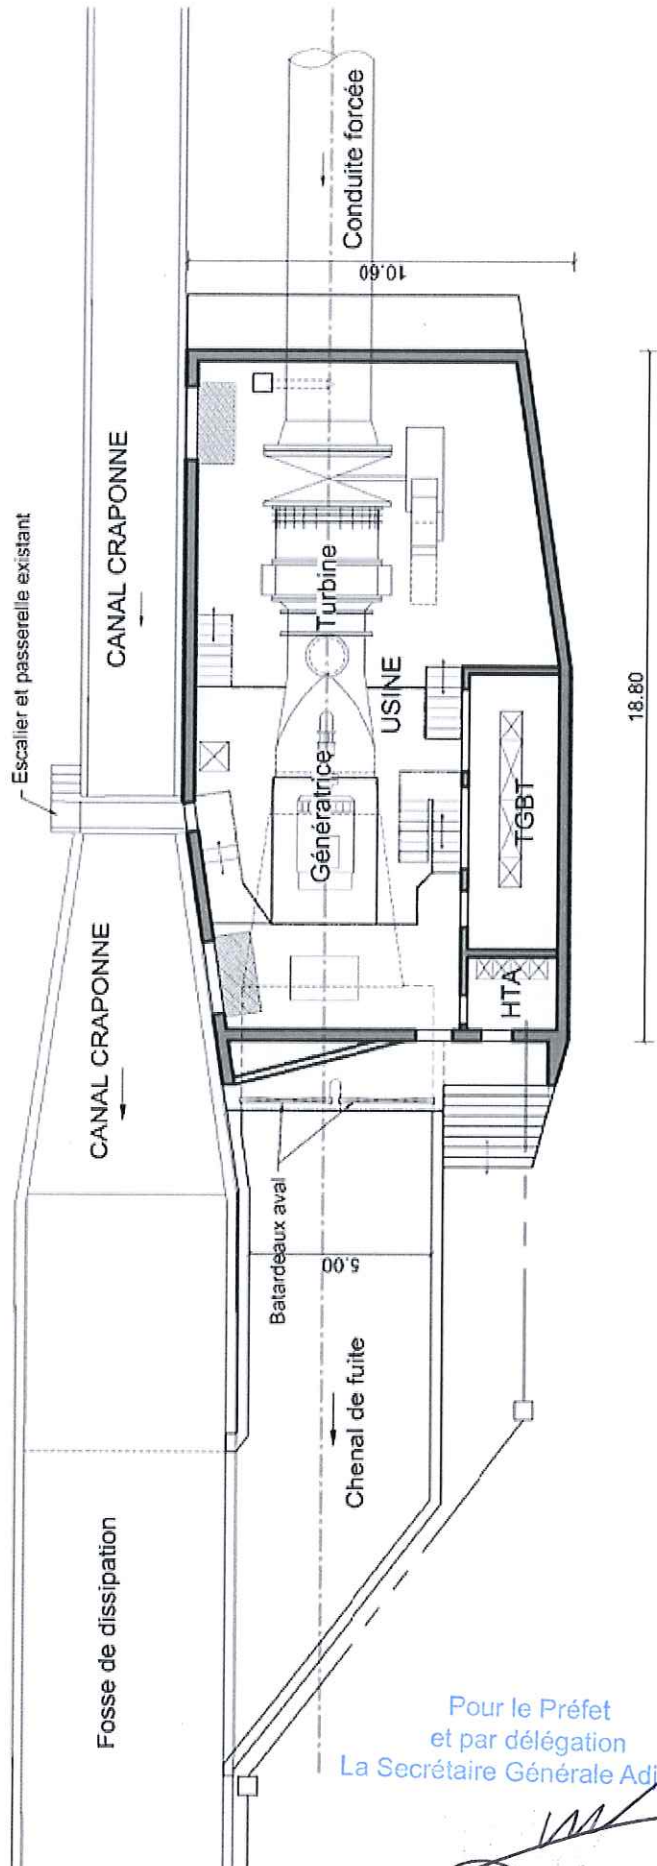 Escalier et passerelle existant
CANAL CRAPONNE
CANAL CRAPONNE
Fosse de dissipation
Conduite forcée
10.60
Turbine
USINE
Génératrice
TGBT
HTA
18.80
Batardeaux aval
5.00
Chenal de fuite
Pour le Préfet
et par délégation
La Secrétaire Générale Adj